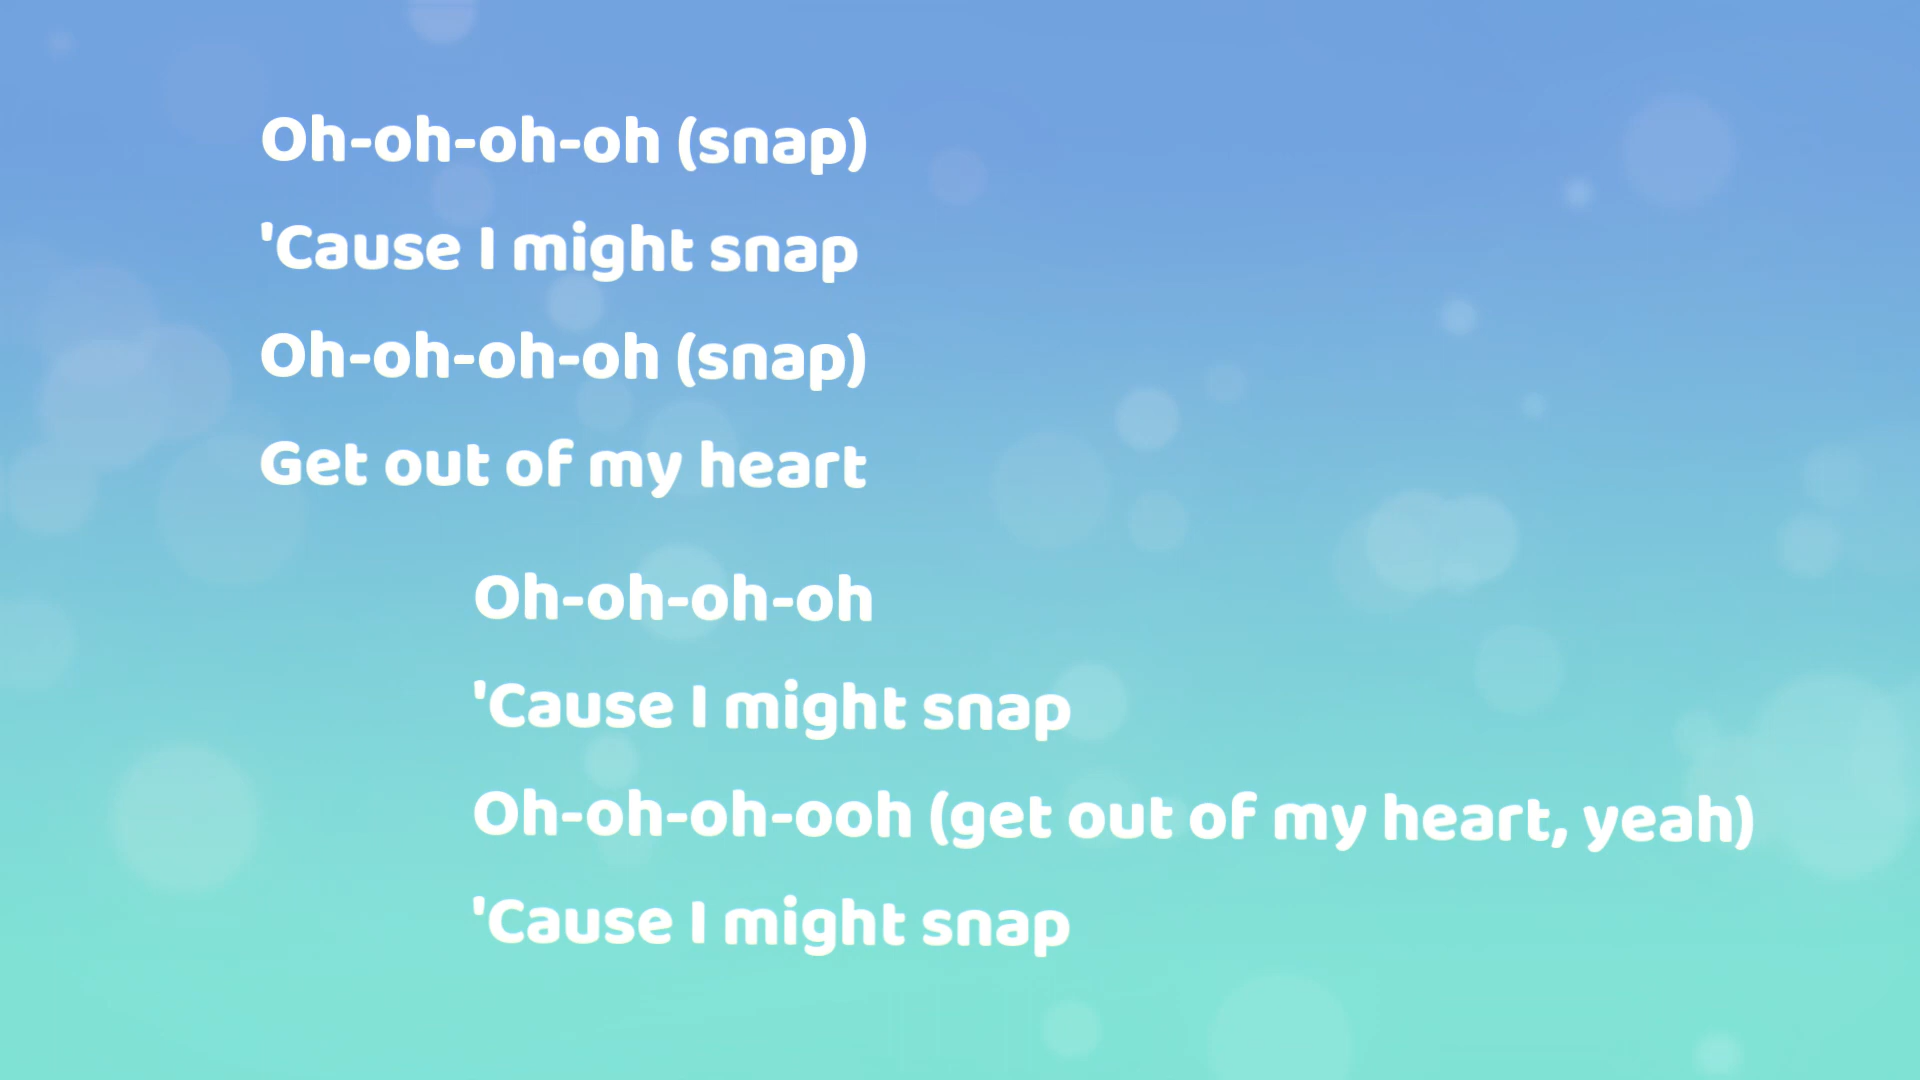 Oh-oh-oh-oh (snap)
'Cause I might snap
Oh-oh-oh-oh (snap)
Get out of my heart
Oh-oh-oh-oh
'Cause I might snap
Oh-oh-oh-ooh (get out of my heart, yeah)
'Cause I might snap